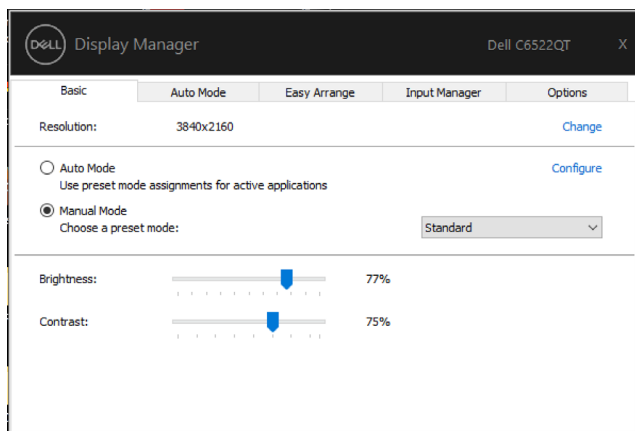 DELL Display Manager Dell C6522QT X
Basic Auto Mode Easy Arrange Input Manager Options
Resolution: 3840x2160 Change
Auto Mode Configure
Use preset mode assignments for active applications
Manual Mode
Choose a preset mode: Standard
Brightness: 77%
Contrast: 75%